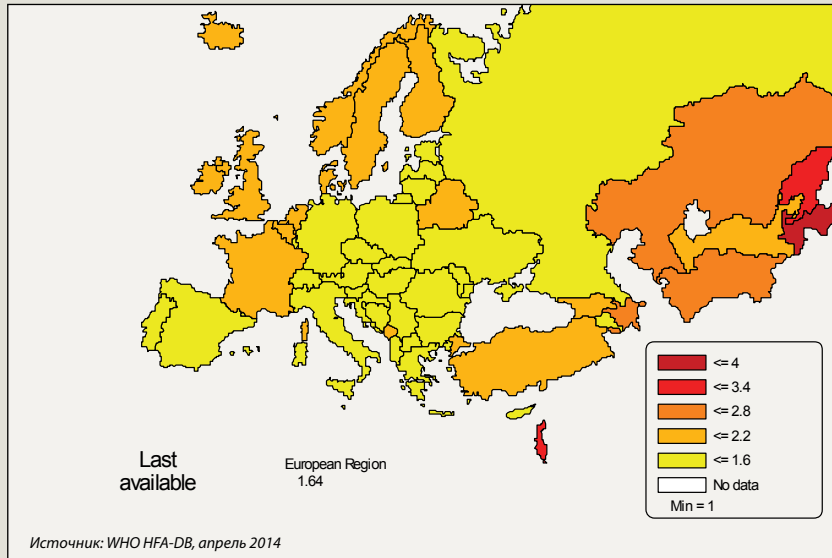 <= 4
<= 3.4
<= 2.8
<= 2.2
<= 1.6
No data
Min = 1
Last
available
European Region
1.64
Источник: WHO HFA-DB, апрель 2014